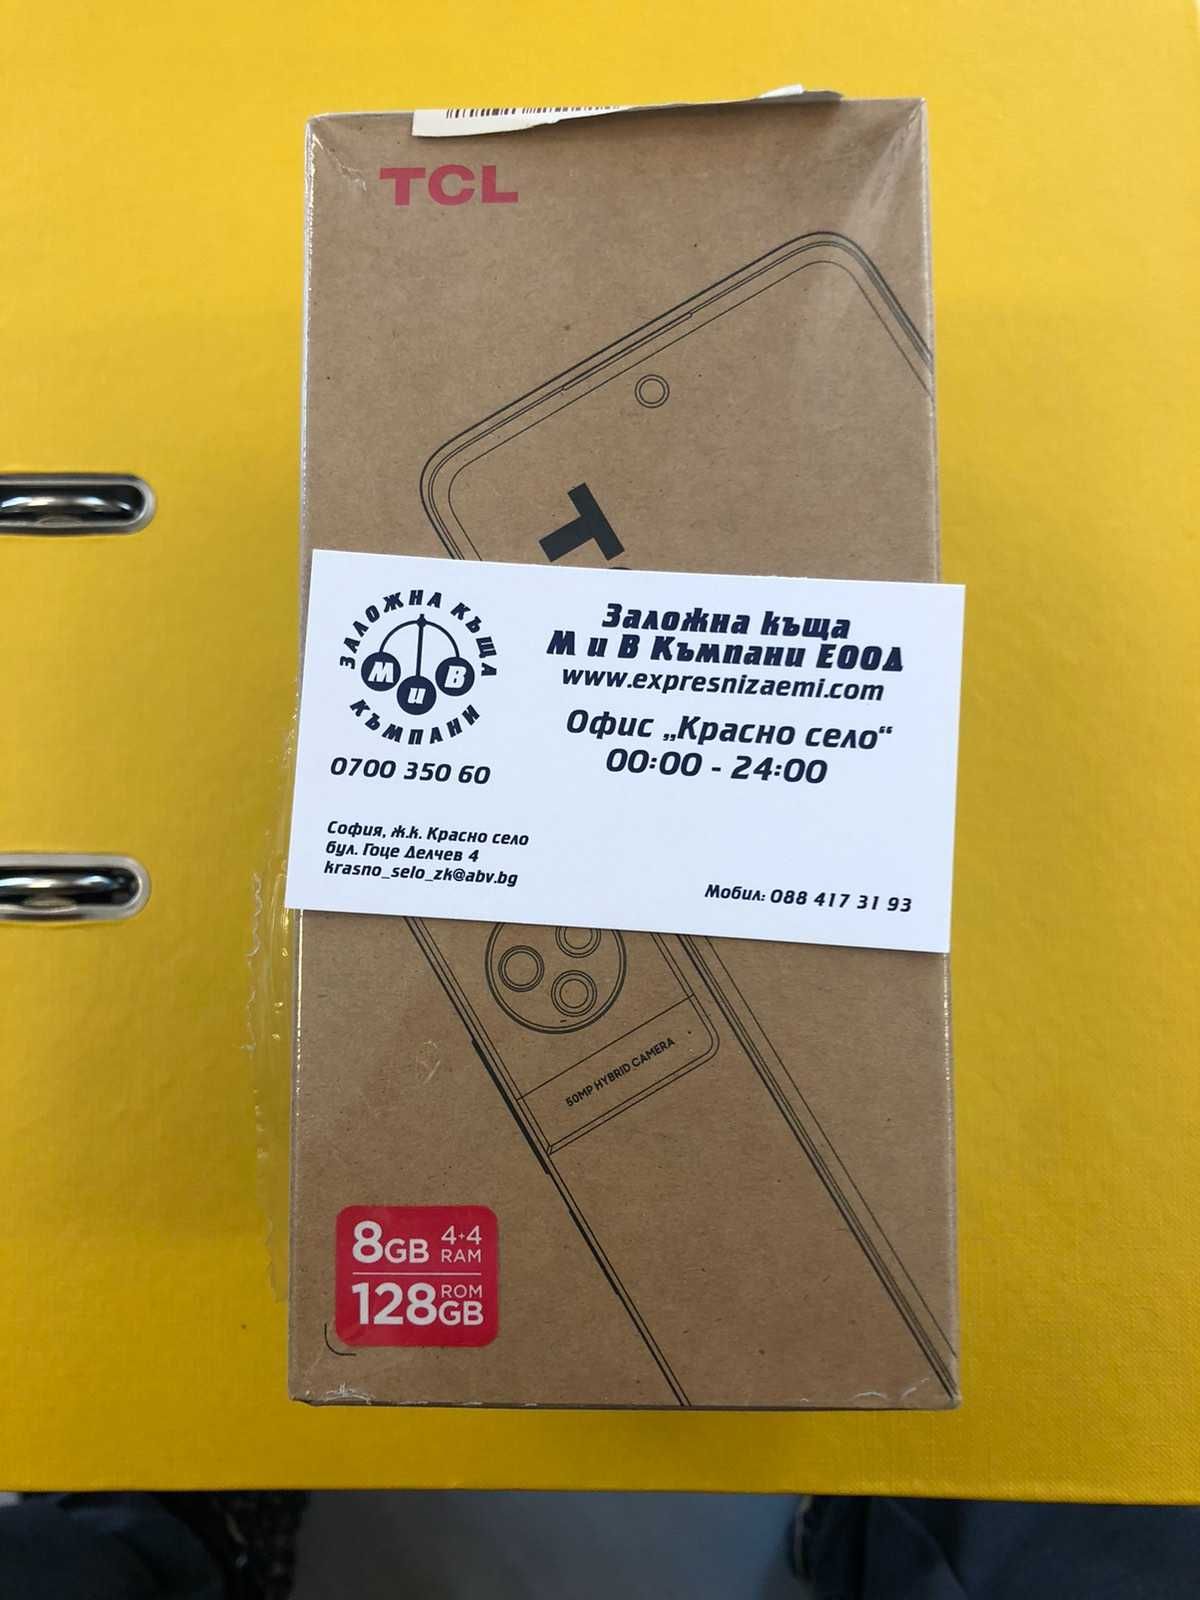 TCL
T
ЗАЛОЖНА КЪЩА
М и В
КЪМПАНИ
0700 350 60
Заложна къща
М и В Къмпани ЕООД
www.expresnizaemi.com
Офис „Красно село“
00:00 - 24:00
София, ж.к. Красно село
бул. Гоце Делчев 4
krasno_selo_zk@abv.bg
Мобил: 088 417 31 93
50MP HYBRID CAMERA
8GB 4+4 RAM
128GB ROM